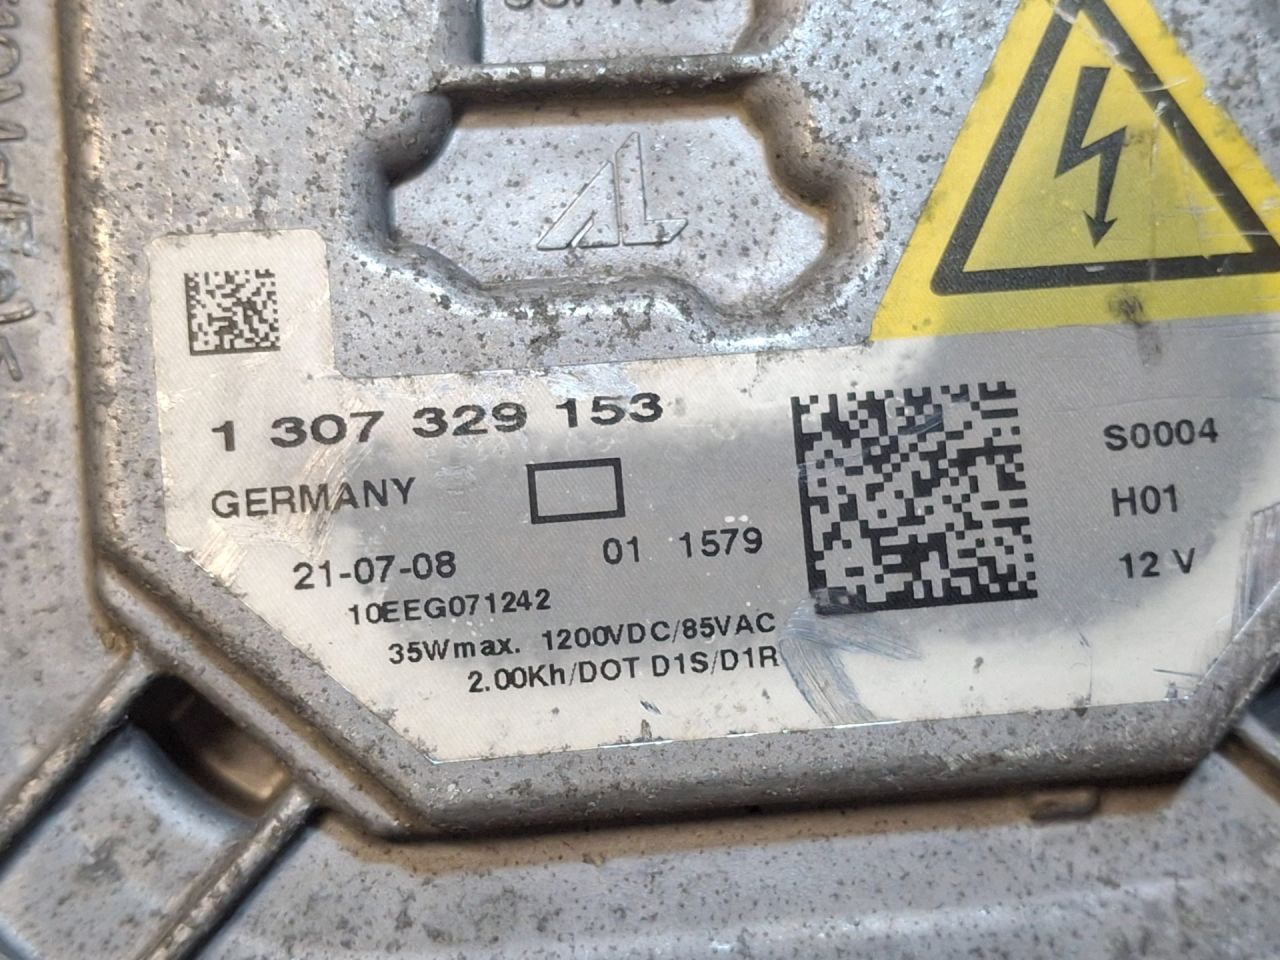 AL
1 307 329 153
GERMANY
21-07-08
01 1579
10EEG071242
35Wmax. 1200VDC/85VAC
2.00Kh/DOT D1S/D1R
S0004
H01
12 V